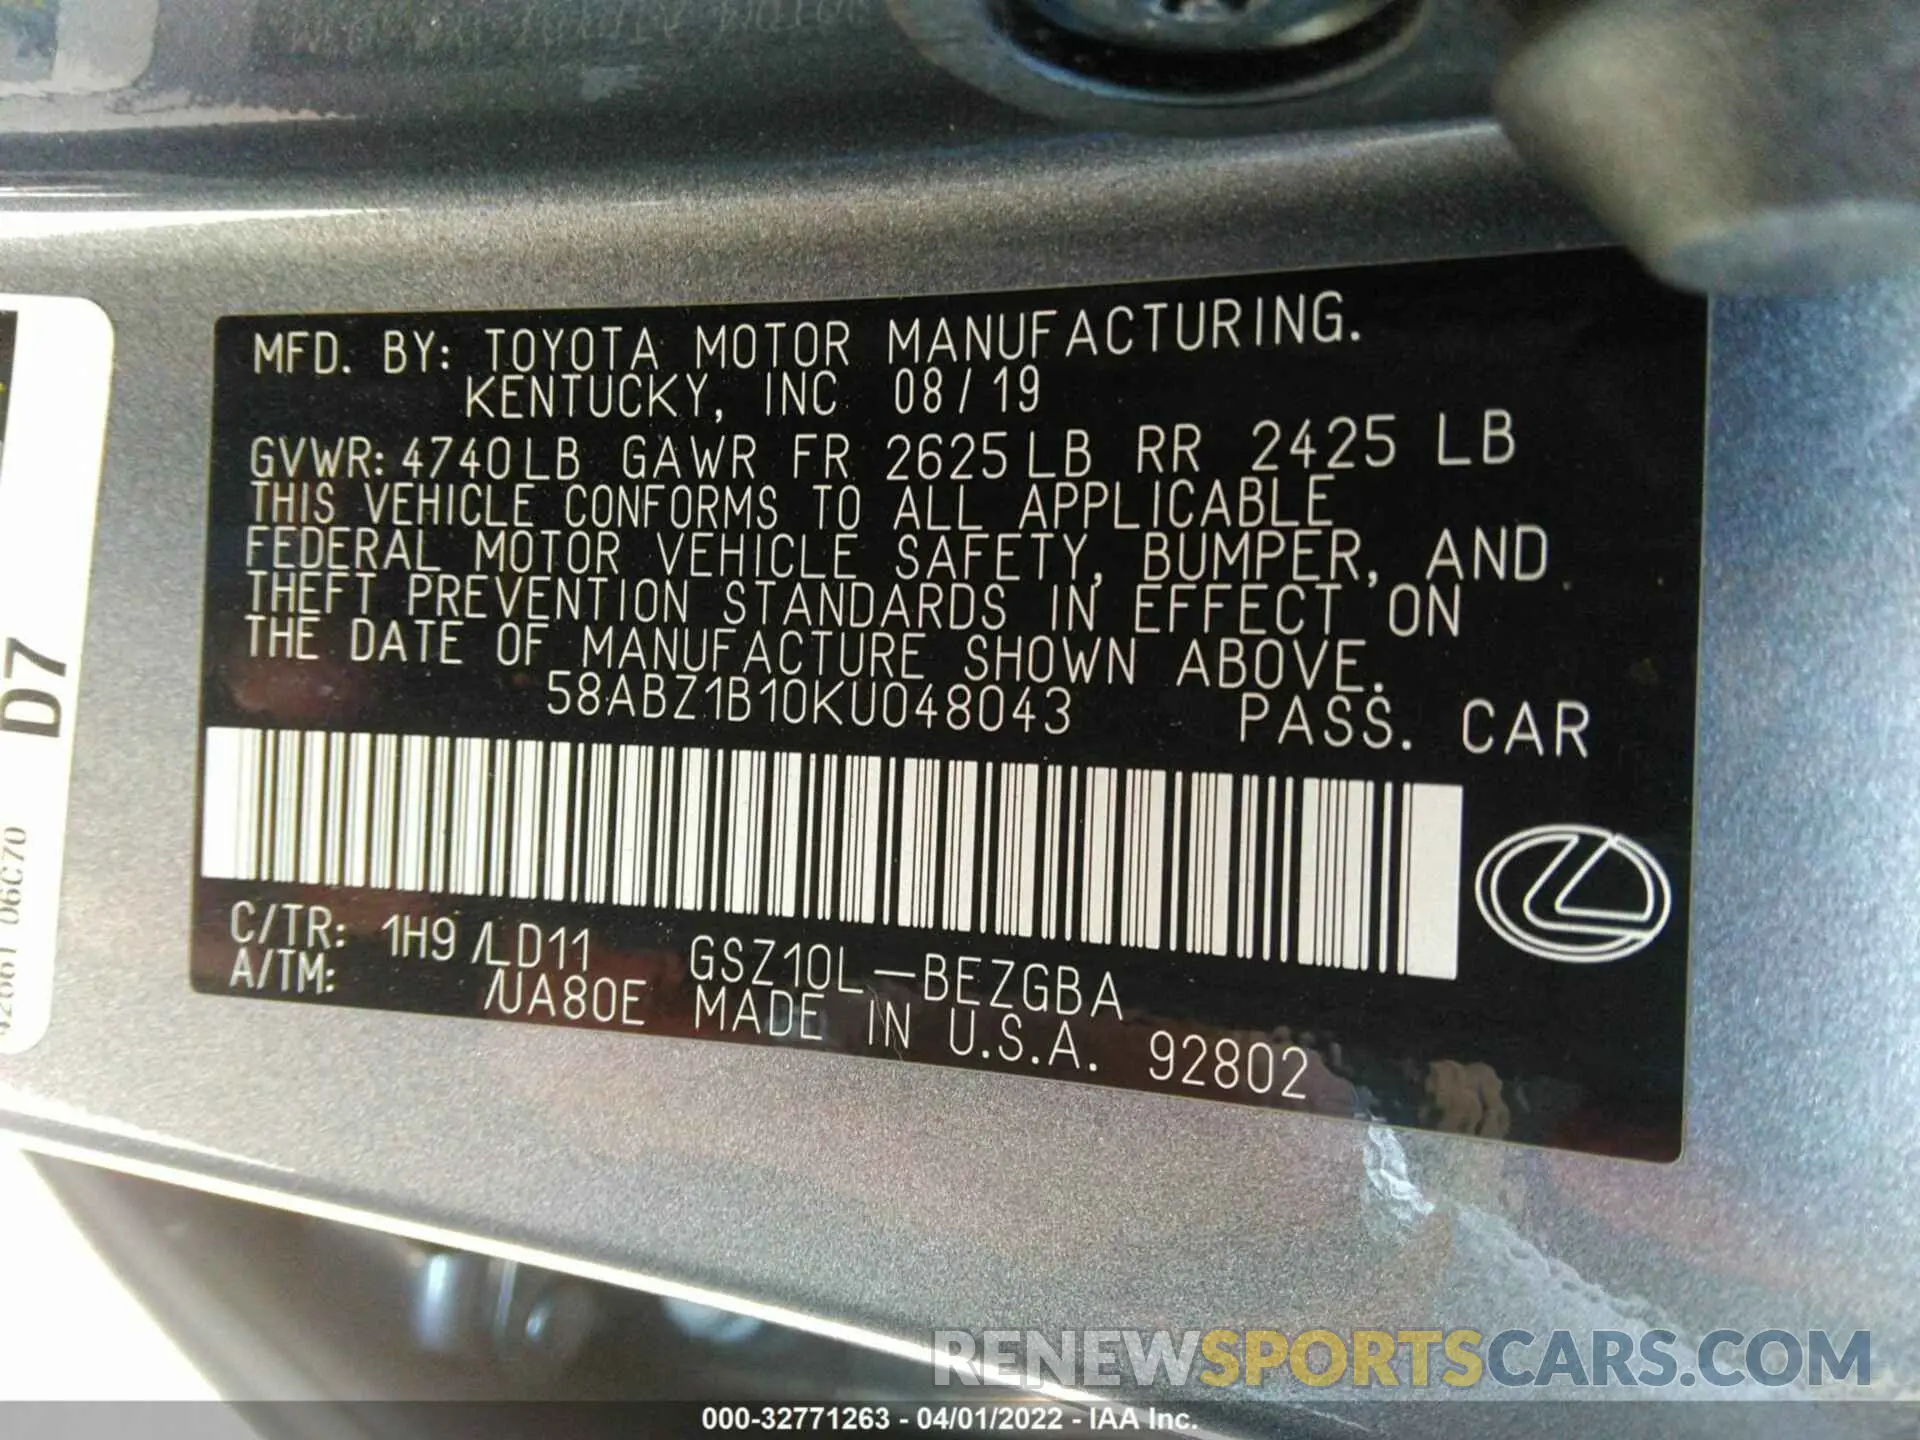 MFD. BY: TOYOTA MOTOR MANUFACTURING.
KENTUCKY, INC 08/19
GVWR: 4740LB GAWR FR 2625LB RR 2425 LB
THIS VEHICLE CONFORMS TO ALL APPLICABLE
FEDERAL MOTOR VEHICLE SAFETY, BUMPER, AND
THEFT PREVENTION STANDARDS IN EFFECT ON
THE DATE OF MANUFACTURE SHOWN ABOVE.
58ABZ1B10KU048043 PASS. CAR
C/TR: 1H9 /LD11 GSZ10L-BEZGBA
A/TM: /UA80E MADE IN U.S.A. 92802
D7
06C70
RENEWSPORTSCARS.COM
000-32771263 - 04/01/2022 - IAA Inc.